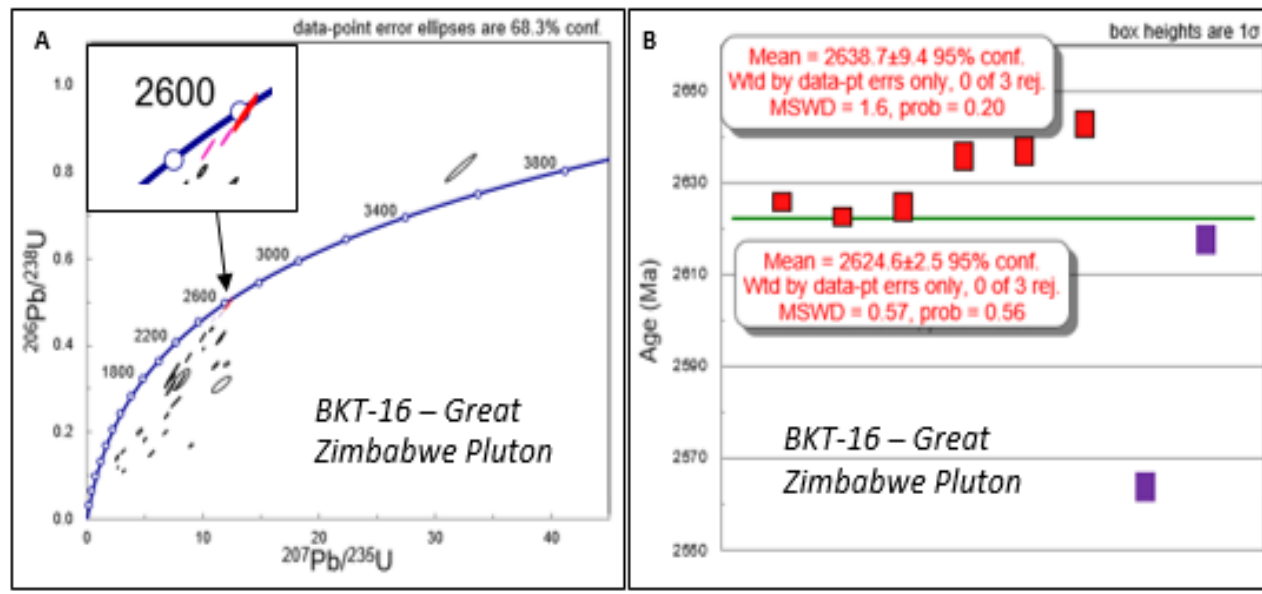 A
data-point error ellipses are 68.3% conf.
1.0
0.8
0.6
0.4
0.2
0.0
206Pb/238U
2600
3800
3400
3000
2600
2200
1800
BKT-16 – Great
Zimbabwe Pluton
0
10
20
30
40
207Pb/235U
B
box heights are 1σ
Mean = 2638.7±9.4 95% conf.
Wtd by data-pt errs only, 0 of 3 rej.
MSWD = 1.6, prob = 0.20
Mean = 2624.6±2.5 95% conf.
Wtd by data-pt errs only, 0 of 3 rej.
MSWD = 0.57, prob = 0.56
Age (Ma)
2630
2610
2590
2570
BKT-16 – Great
Zimbabwe Pluton